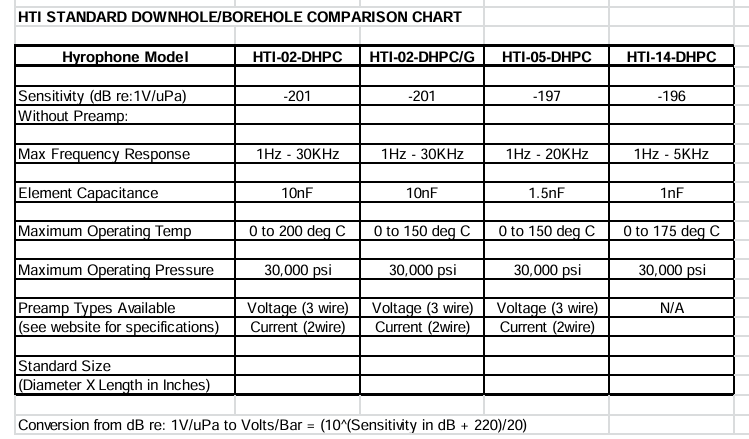 HTI STANDARD DOWNHOLE/BOREHOLE COMPARISON CHART
Hyrophone Model HTI-02-DHPC HTI-02-DHPC/G HTI-05-DHPC HTI-14-DHPC
Sensitivity (dB re:1V/uPa) -201 -201 -197 -196
Without Preamp:
Max Frequency Response 1Hz - 30KHz 1Hz - 30KHz 1Hz - 20KHz 1Hz - 5KHz
Element Capacitance 10nF 10nF 1.5nF 1nF
Maximum Operating Temp 0 to 200 deg C 0 to 150 deg C 0 to 150 deg C 0 to 175 deg C
Maximum Operating Pressure 30,000 psi 30,000 psi 30,000 psi 30,000 psi
Preamp Types Available Voltage (3 wire) Voltage (3 wire) Voltage (3 wire) N/A
(see website for specifications) Current (2wire) Current (2wire) Current (2wire)
Standard Size
(Diameter X Length in Inches)
Conversion from dB re: 1V/uPa to Volts/Bar = (10^(Sensitivity in dB + 220)/20)